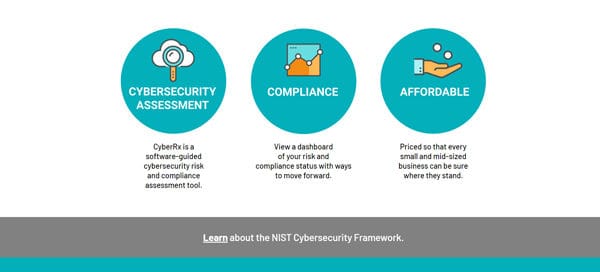 CYBERSECURITY
ASSESSMENT
CyberRx is a
software-guided
cybersecurity risk
and compliance
assessment tool.
COMPLIANCE
View a dashboard
of your risk and
compliance status with ways
to move forward.
AFFORDABLE
Priced so that every
small and mid-sized
business can be sure
where they stand.
Learn about the NIST Cybersecurity Framework.